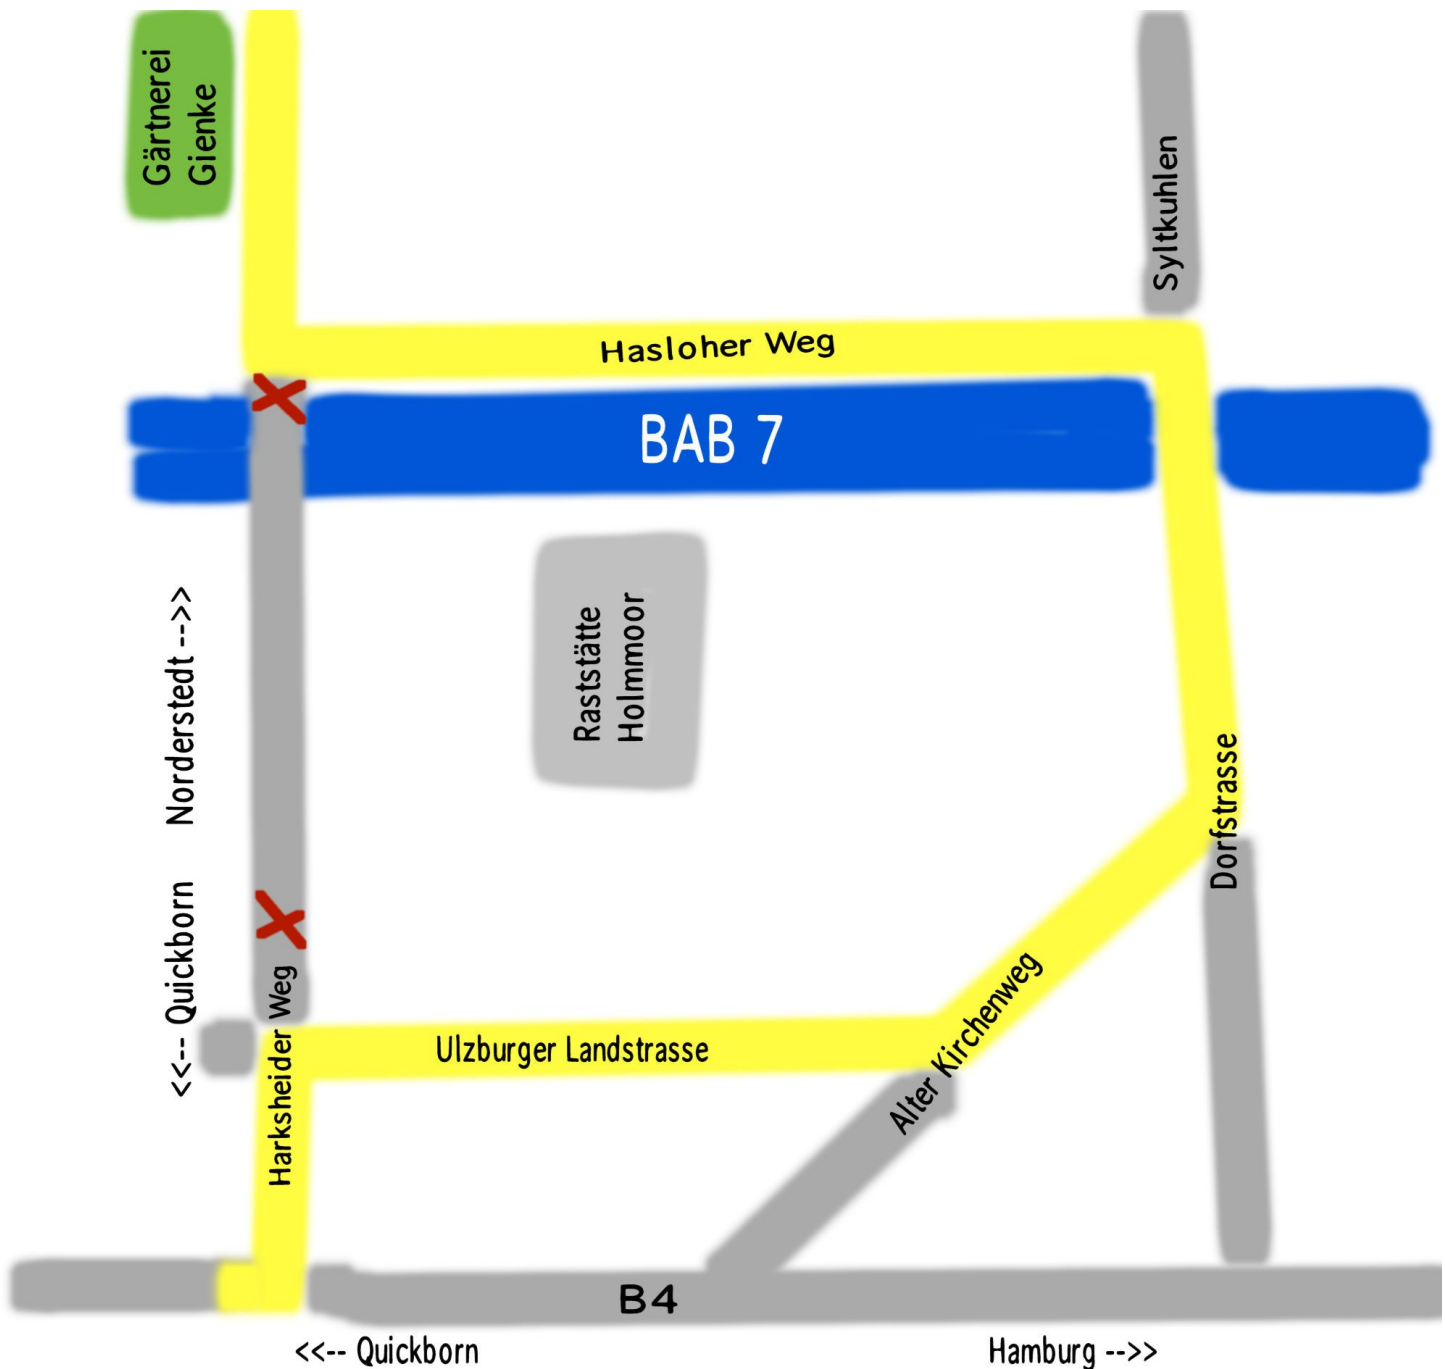 Gärtnerei
Gienke
Syltkuhlen
Hasloher Weg
BAB 7
Raststätte
Holmmoor
<<-- Quickborn Norderstedt -->>
Dorfstrasse
Harksheider Weg
Ulzburger Landstrasse
Alter Kirchenweg
B4
<<-- Quickborn
Hamburg -->>